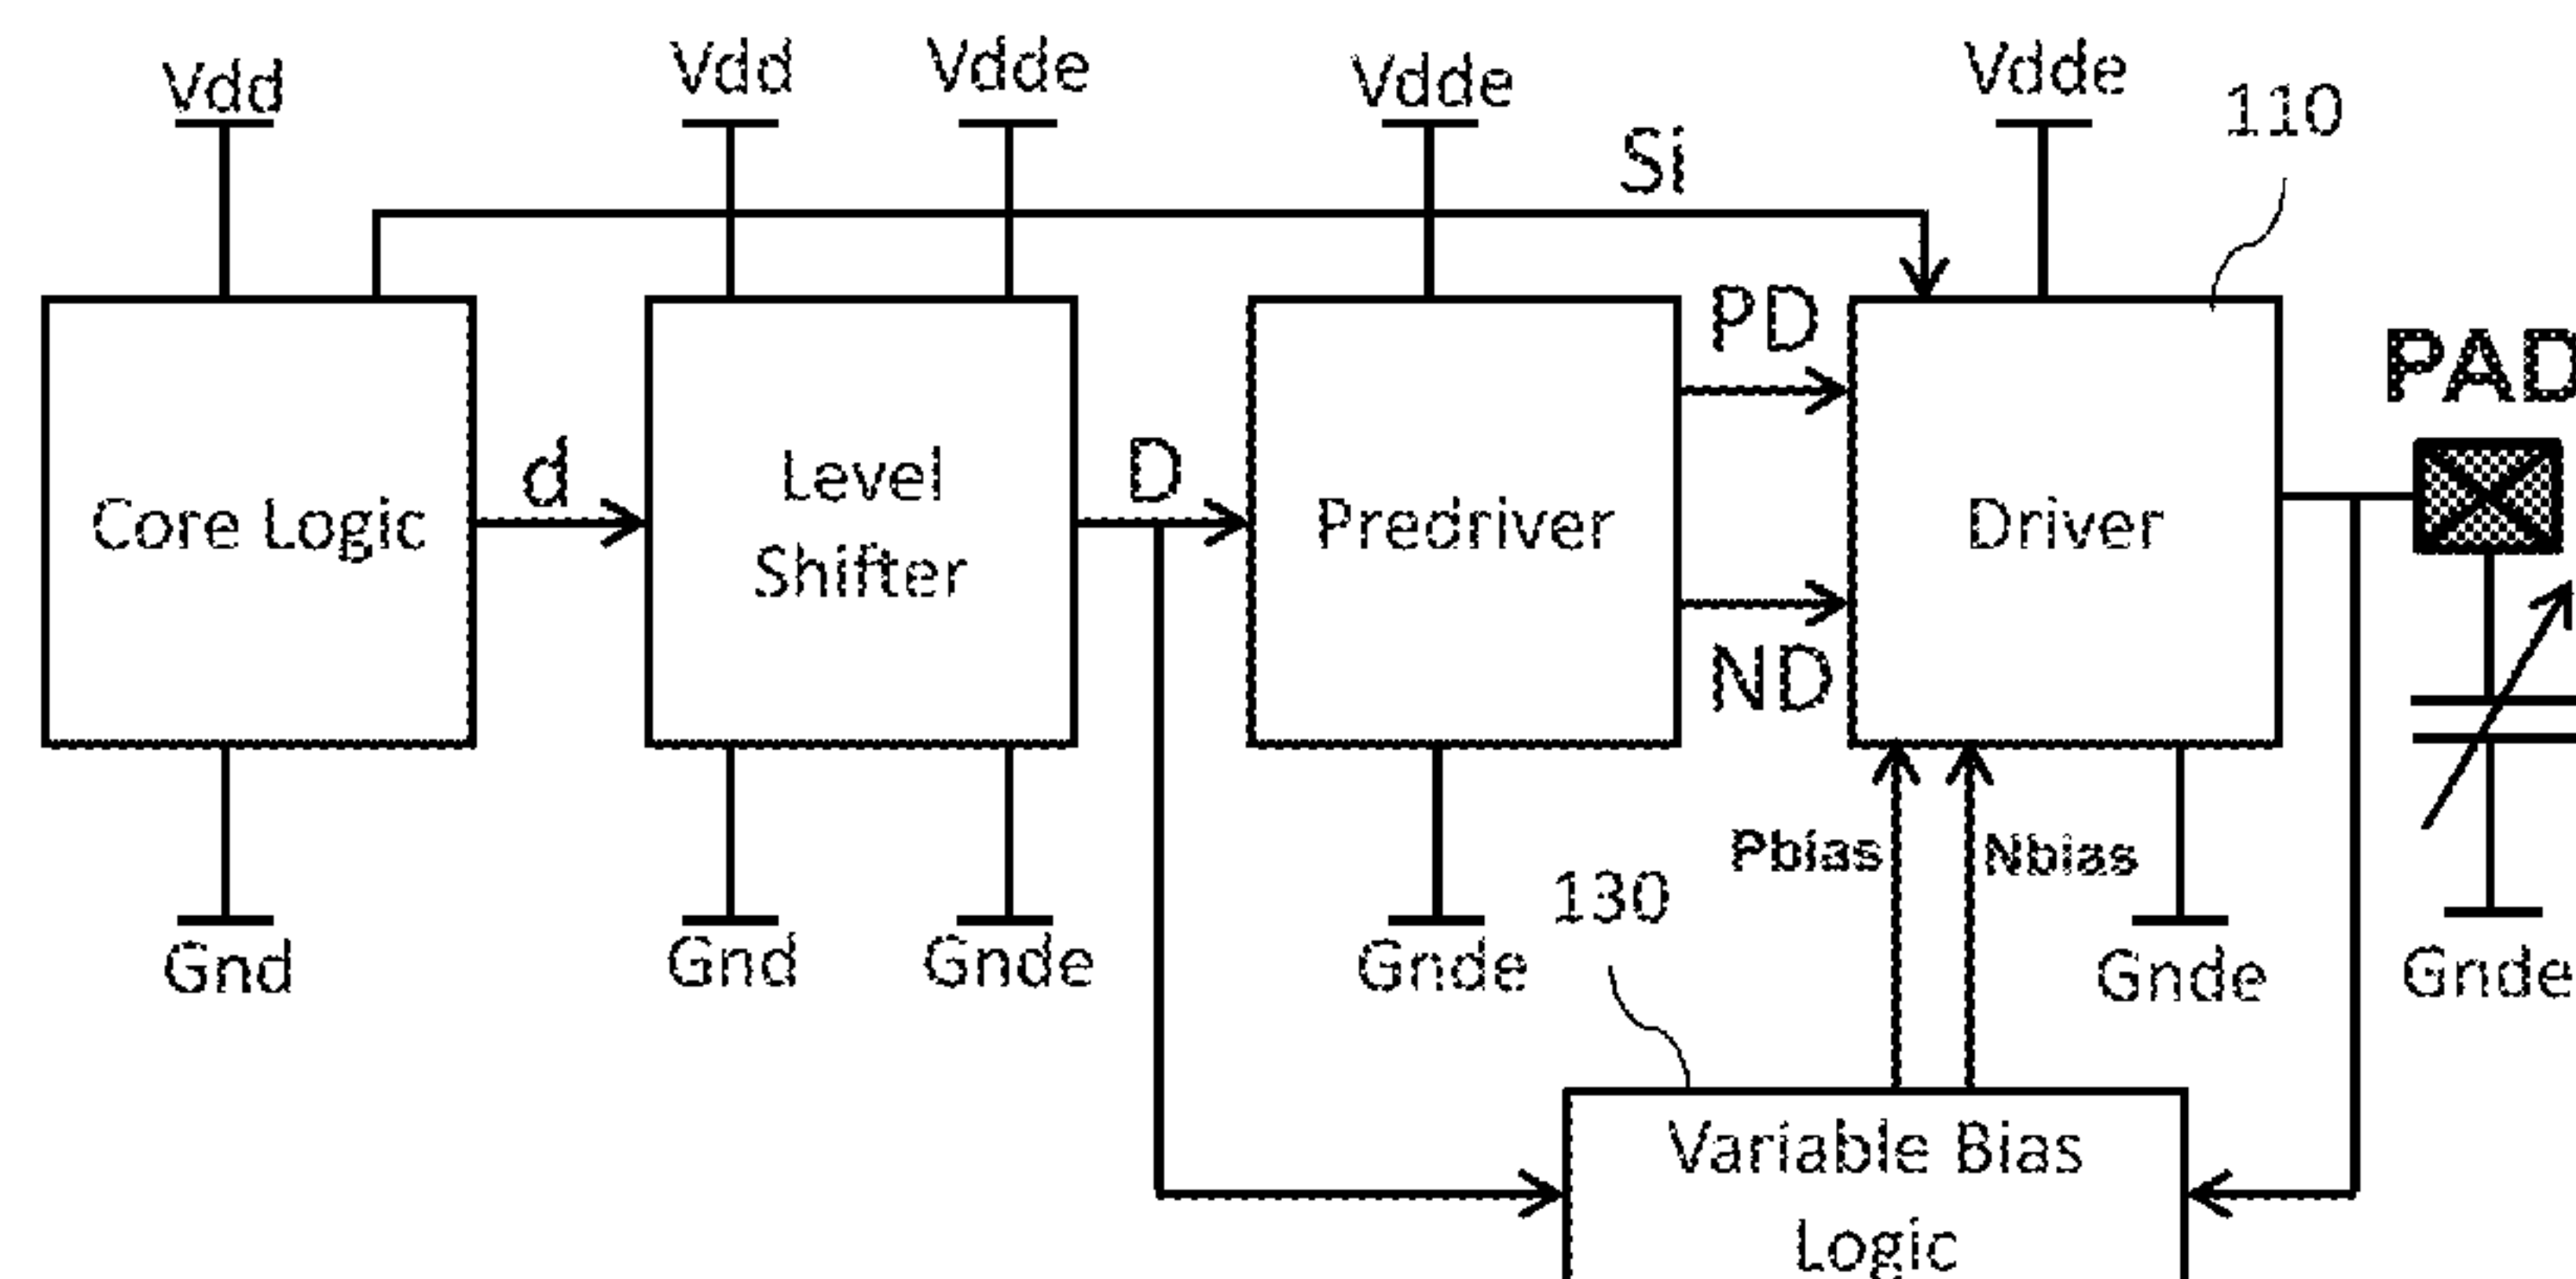 Vdd
Vdd
Vdde
Vdde
Vdde
110
Si
PD
PAD
d
D
Core Logic
Level
Shifter
Predriver
Driver
ND
Pbias
Nbias
130
Gnd
Gnd
Gnde
Gnde
Gnde
Gnde
Variable Bias
Logic